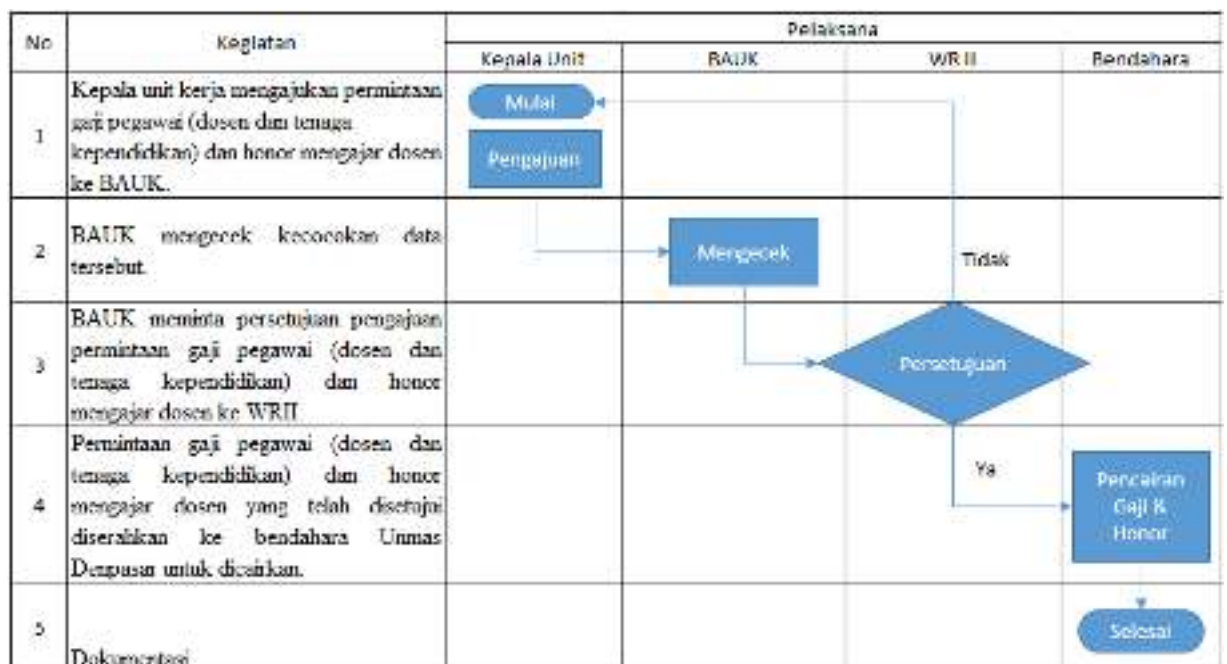 No
Kegiatan
Pelaksana
Kepala Unit
BAUK
WR II
Bendahara
1
Kepala unit kerja mengajukan permintaan
gaji pegawai (dosen dan tenaga
kependidikan) dan honor mengajar dosen
ke BAUK.
Mulai
Pengajuan
2
BAUK mengecek kecocokan data
tersebut.
Mengecek
Tidak
3
BAUK meminta persetujuan pengajuan
permintaan gaji pegawai (dosen dan
tenaga kependidikan) dan honor
mengajar dosen ke WRII
Persetujuan
4
Permintaan gaji pegawai (dosen dan
tenaga kependidikan) dan honor
mengajar dosen yang telah disetujui
diserahkan ke bendahara Unmas
Denpasar untuk dicairkan.
Ya
Pencairan
Gaji &
Honor
5
Dokumentasi
Selesai